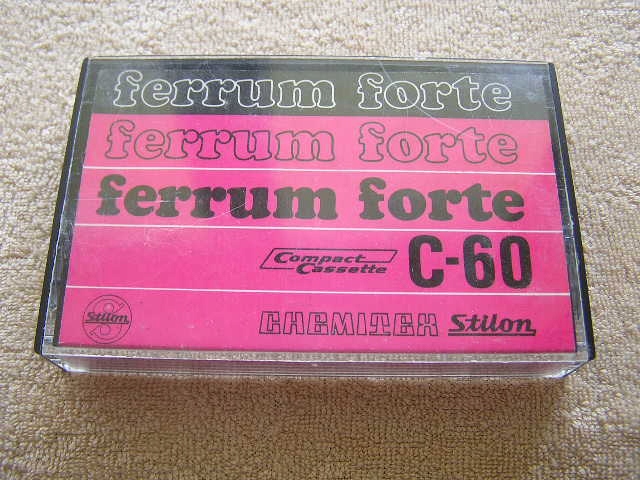 ferrum forte
ferrum forte
ferrum forte
Compact Cassette
C-60
Stilon
CHEMITEX Stilon